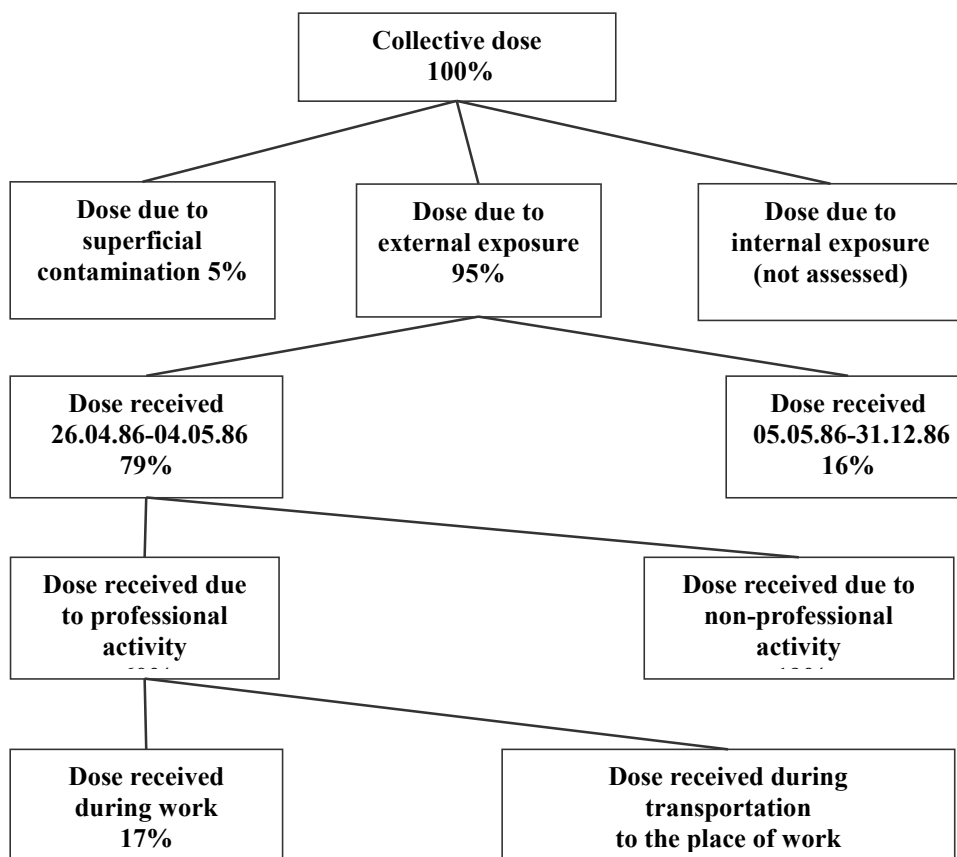 Collective dose
100%
Dose due to
superficial
contamination 5%
Dose due to
external exposure
95%
Dose due to
internal exposure
(not assessed)
Dose received
26.04.86-04.05.86
79%
Dose received
05.05.86-31.12.86
16%
Dose received due
to professional
activity
Dose received due to
non-professional
activity
Dose received
during work
17%
Dose received during
transportation
to the place of work